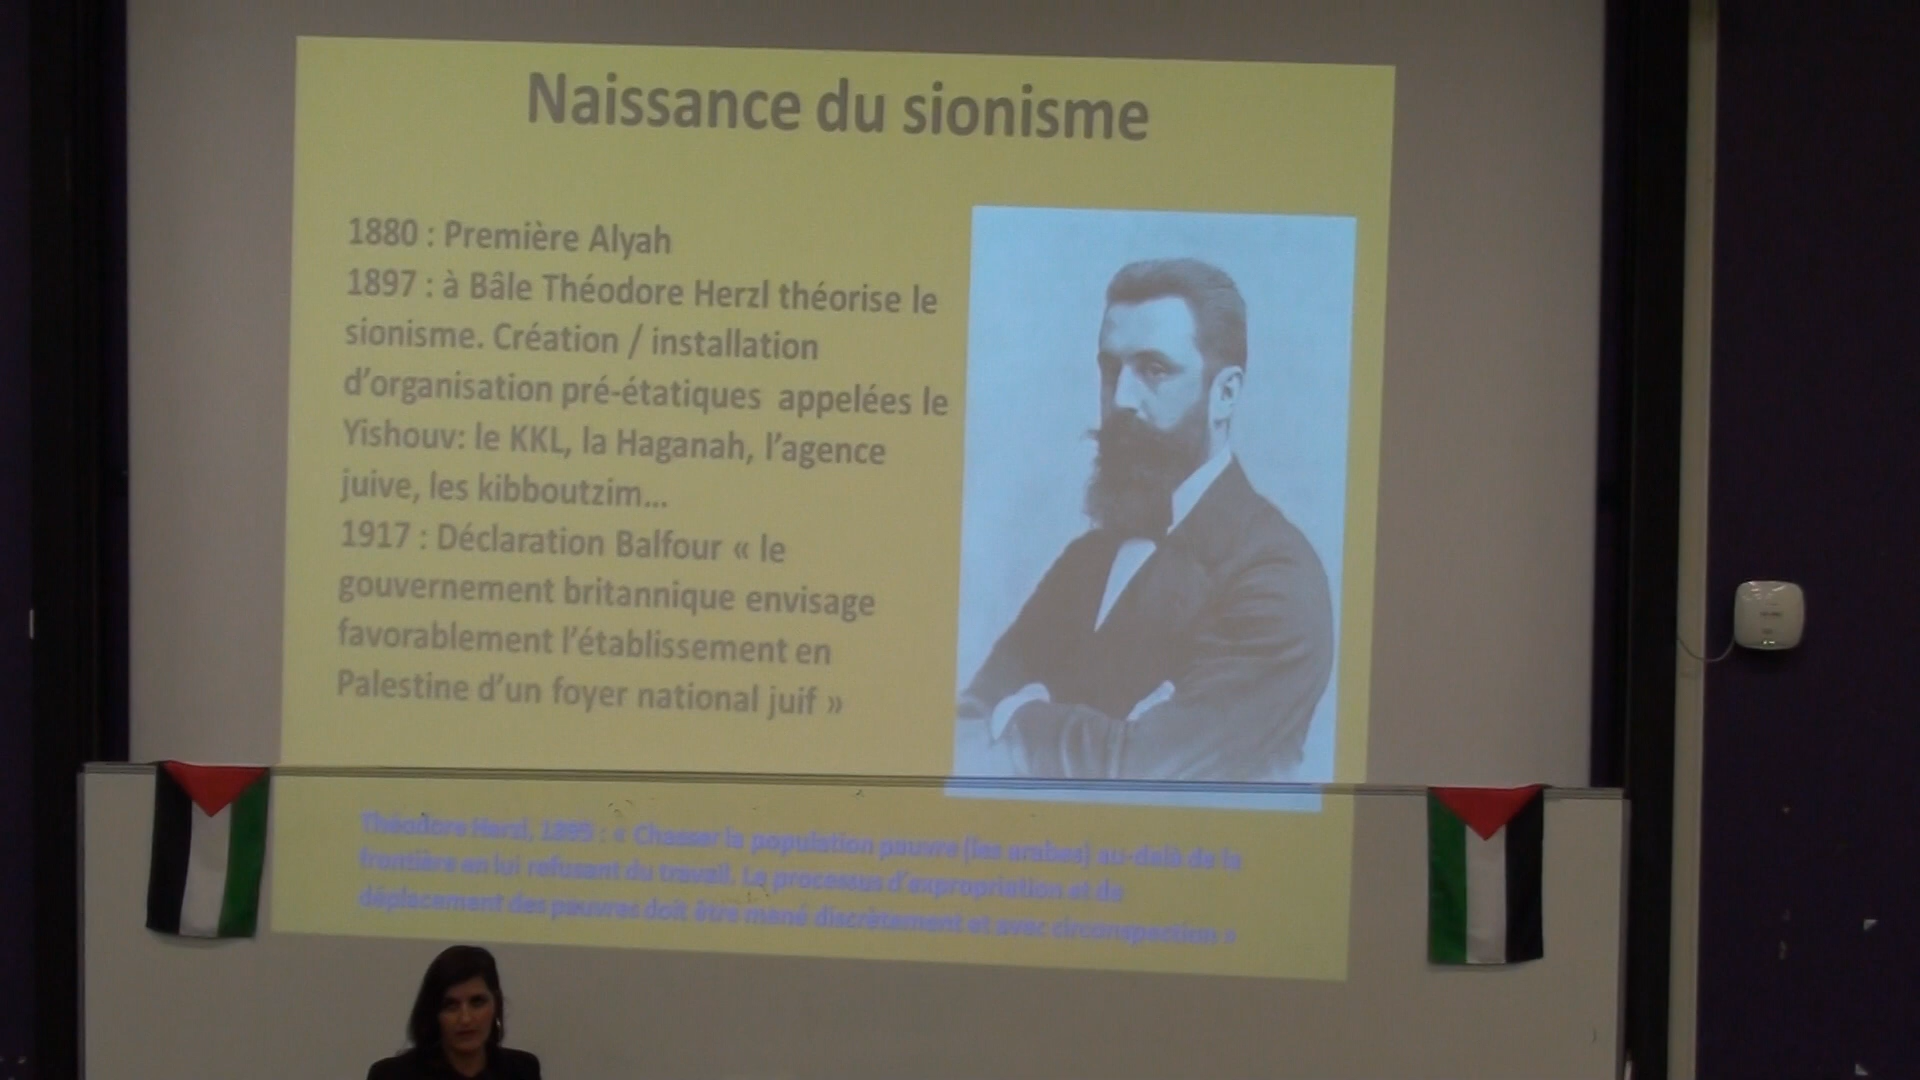 Naissance du sionisme
1880 : Première Alyah
1897 : à Bâle Théodore Herzl théorise le
sionisme. Création / installation
d'organisation pré-étatiques appelées le
Yishouv: le KKL, la Haganah, l'agence
juive, les kibboutzim...
1917 : Déclaration Balfour « le
gouvernement britannique envisage
favorablement l'établissement en
Palestine d'un foyer national juif »
Théodore Herzl, 1895 : « Chasser la population pauvre (les arabes) au-delà de la
frontière en lui refusant du travail. Le processus d'expropriation et de
déplacement des pauvres doit être mené discrètement et avec circonspection »